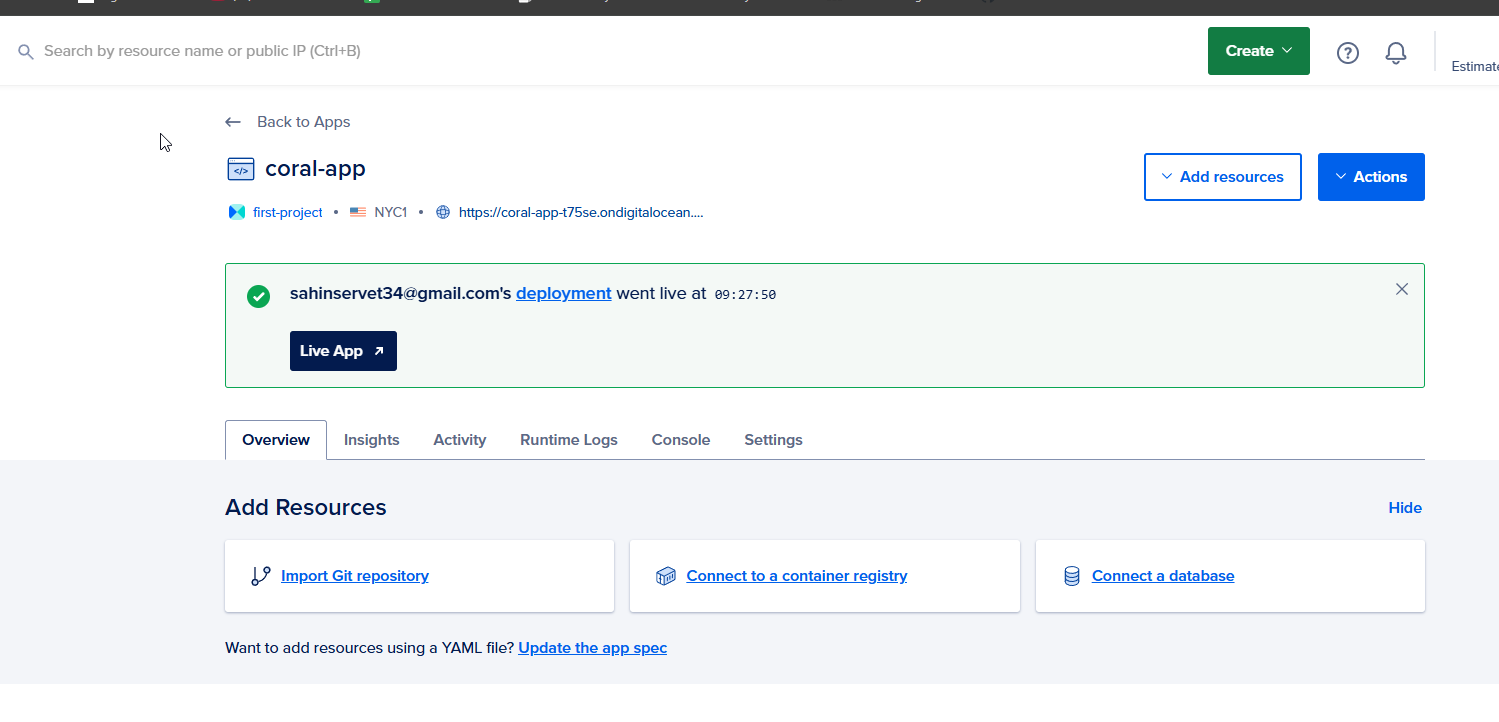 Search by resource name or public IP (Ctrl+B)
Create
?
Estimate
Back to Apps
</> coral-app
Add resources
Actions
first-project • NYC1 • https://coral-app-t75se.ondigitalocean....
sahinservet34@gmail.com's deployment went live at 09:27:50
Live App
Overview Insights Activity Runtime Logs Console Settings
Add Resources
Hide
Import Git repository
Connect to a container registry
Connect a database
Want to add resources using a YAML file? Update the app spec